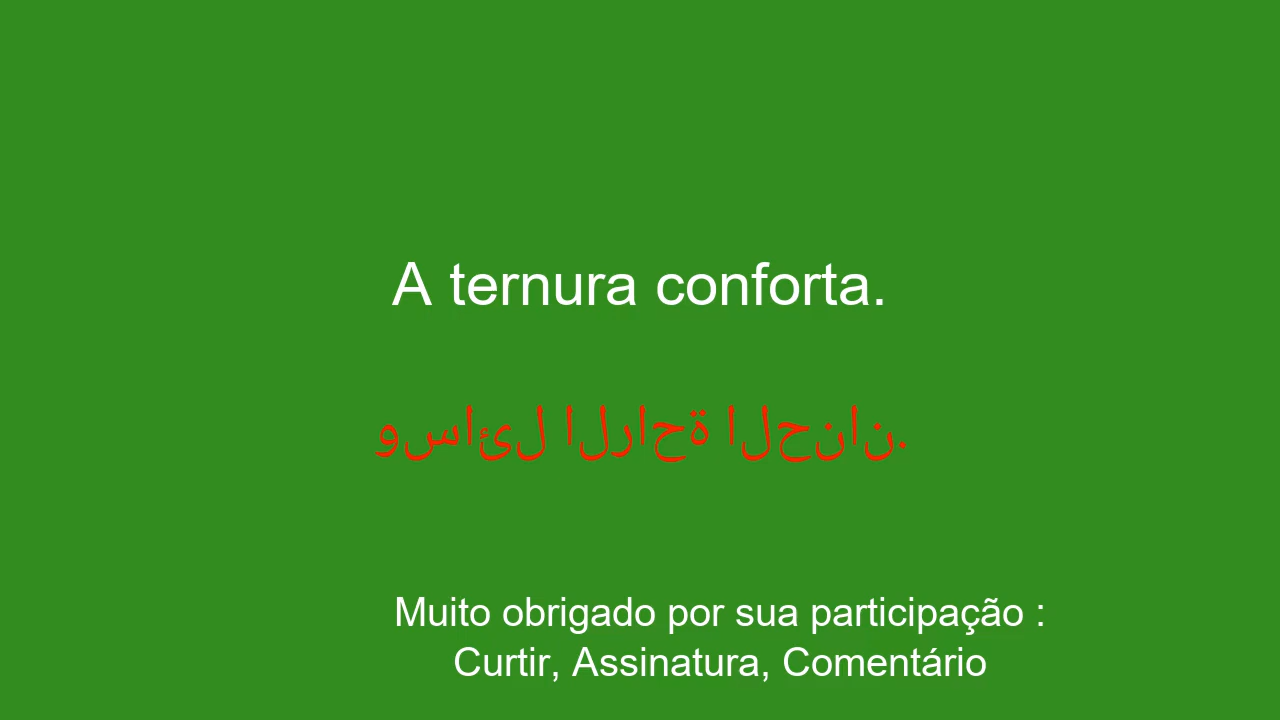 A ternura conforta.
وسائل الراحة الحنان.
Muito obrigado por sua participação :
Curtir, Assinatura, Comentário